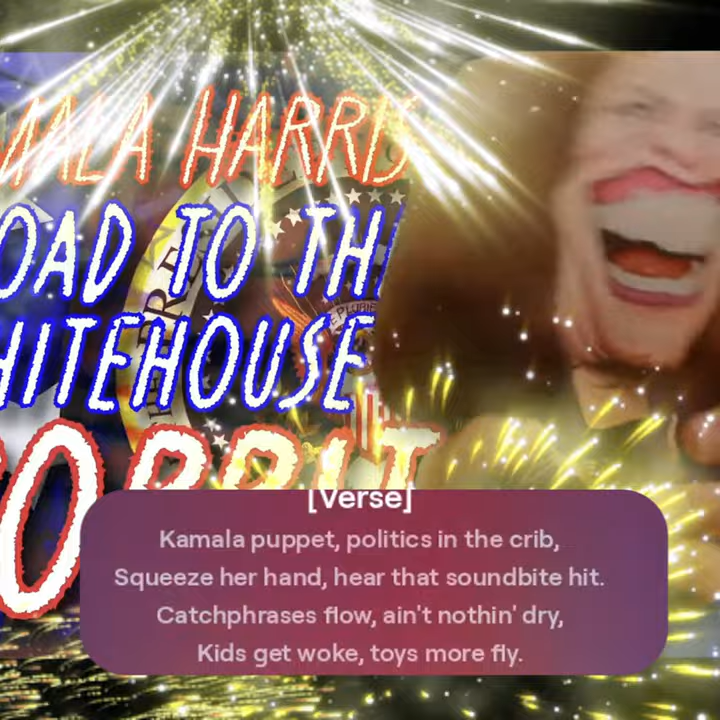 MALA HARRIS
OAD TO TH
HITEHOUSE
[Verse]
Kamala puppet, politics in the crib,
Squeeze her hand, hear that soundbite hit.
Catchphrases flow, ain't nothin' dry,
Kids get woke, toys more fly.